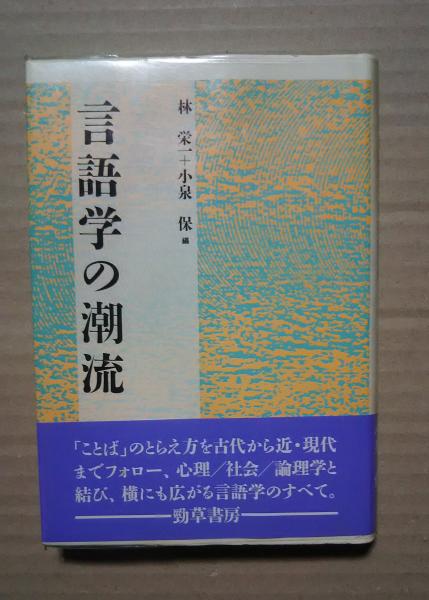 言語学の潮流
林 栄一+小泉 保 編
「ことば」のとらえ方を古代から近・現代
までフォロー、心理/社会/論理学と
結び、横にも広がる言語学のすべて。
勁草書房